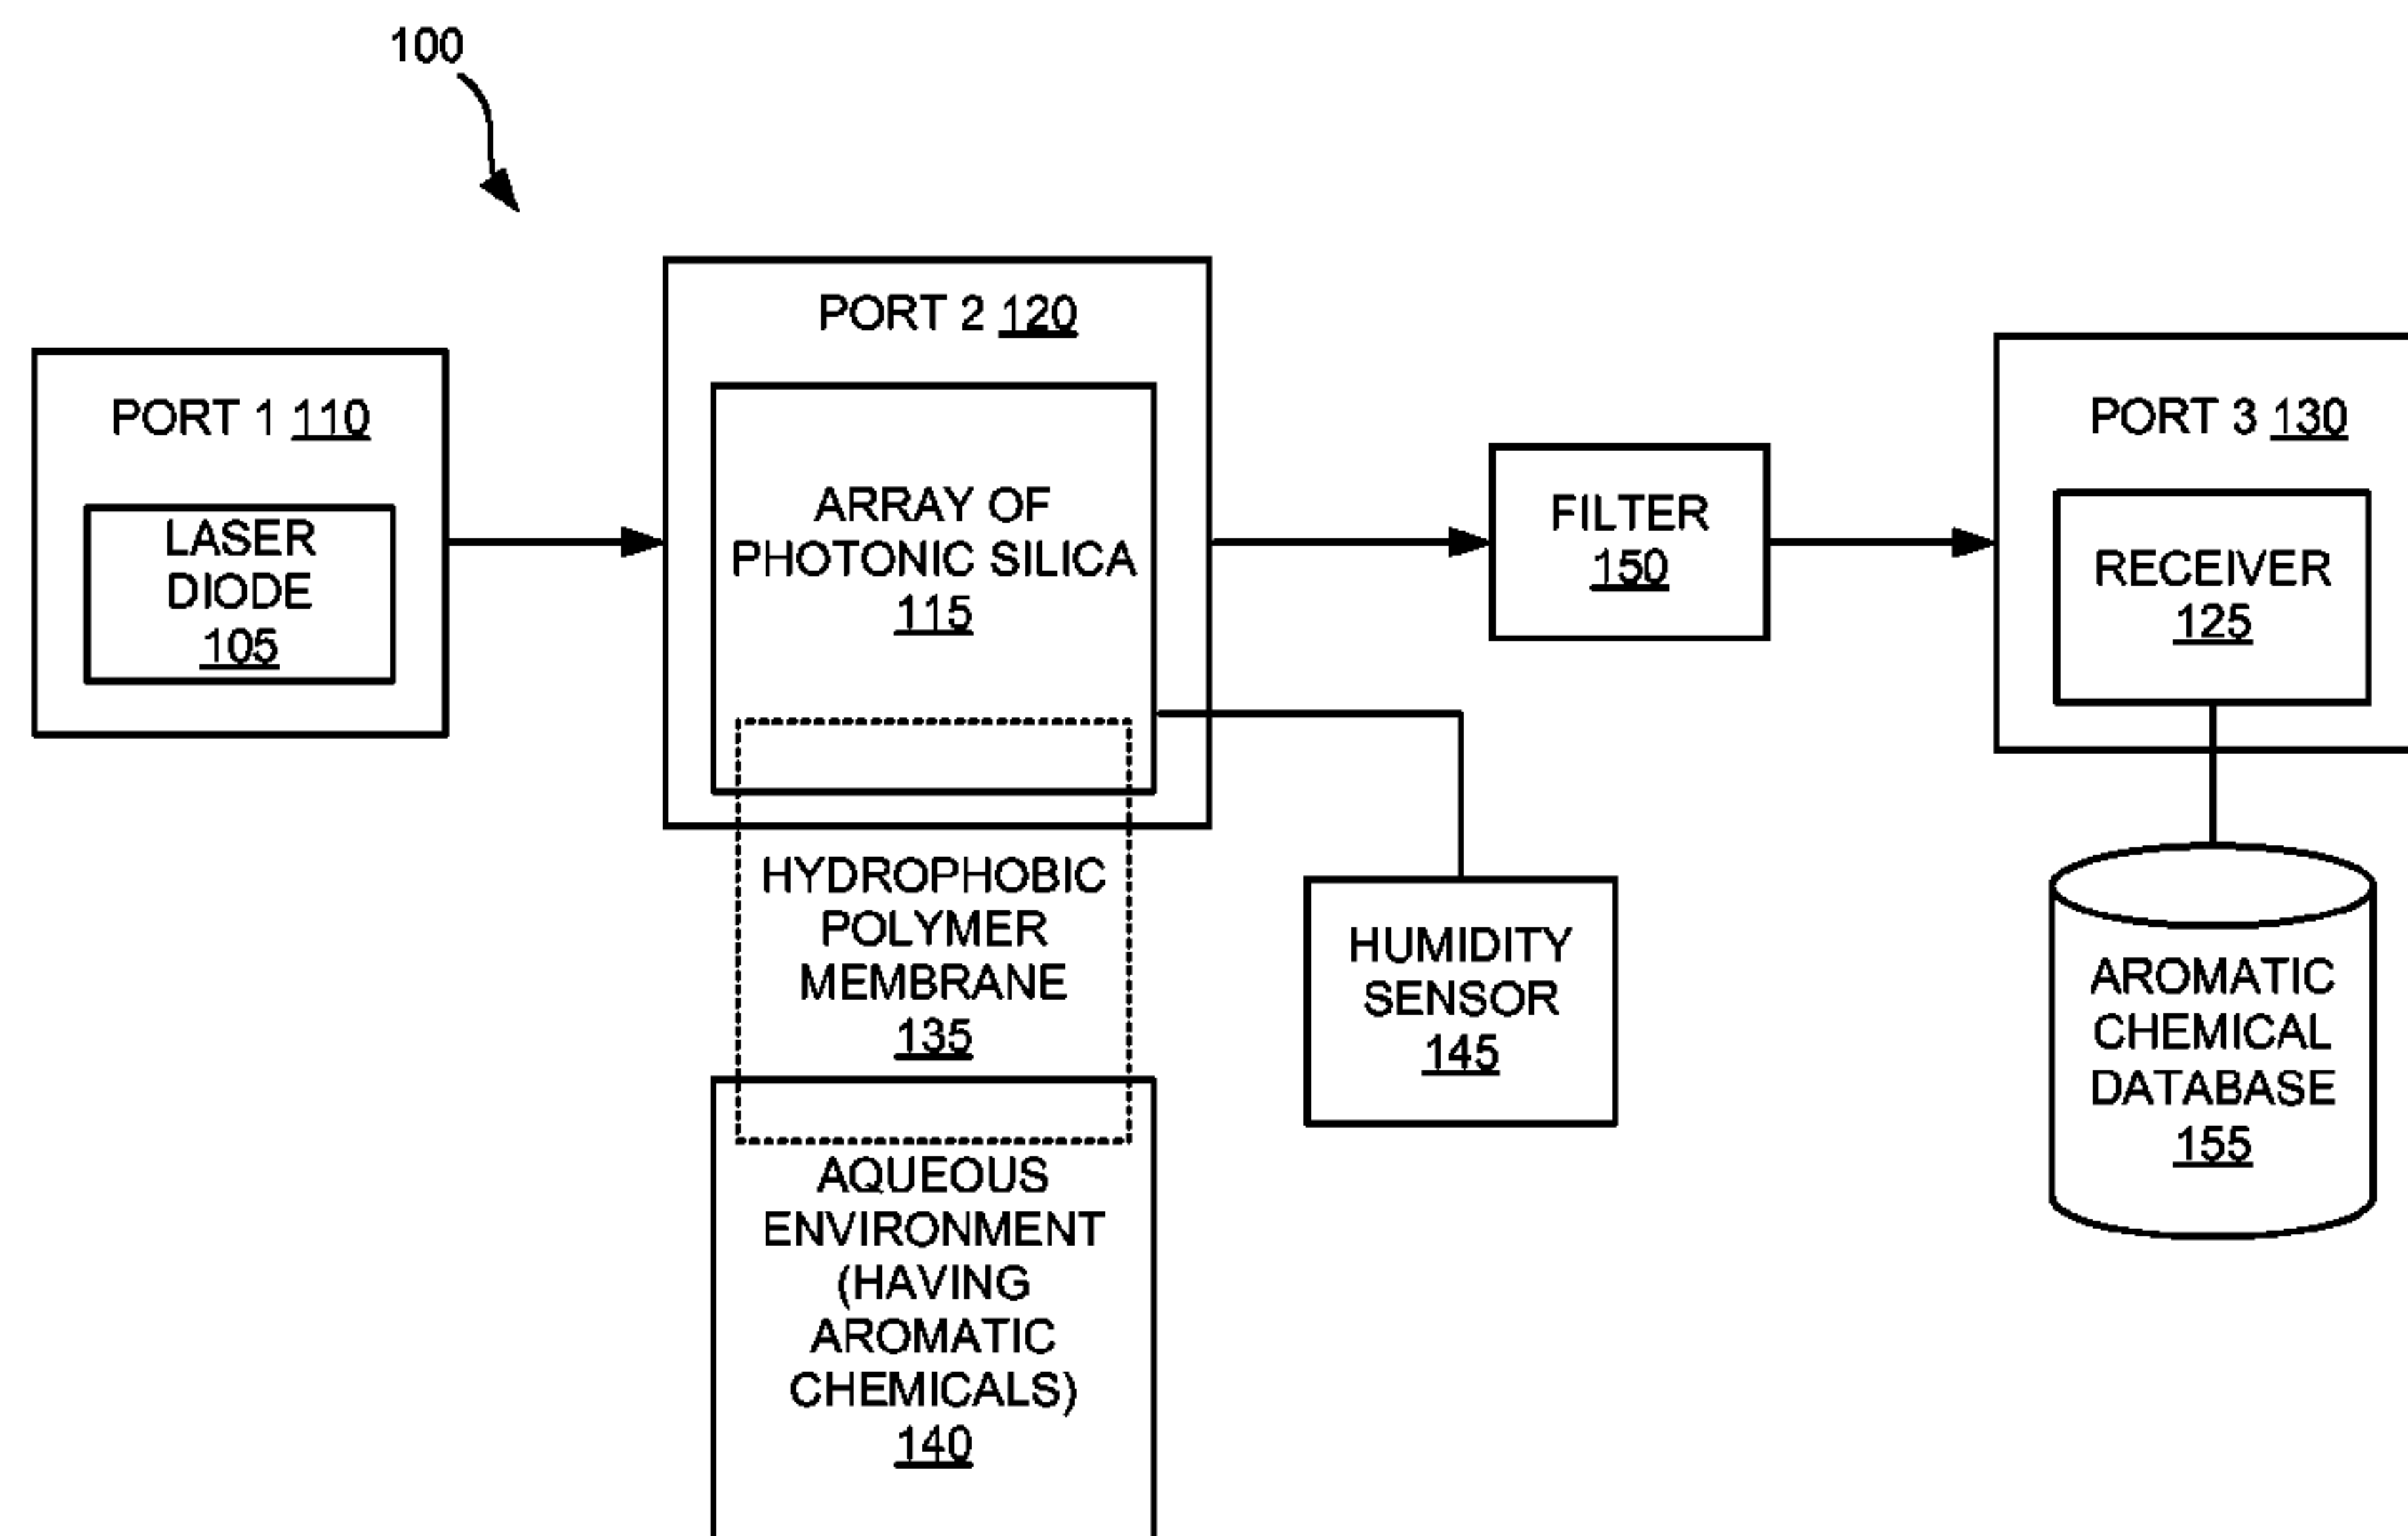 100
PORT 1 110
LASER
DIODE
105
PORT 2 120
ARRAY OF
PHOTONIC SILICA
115
FILTER
150
PORT 3 130
RECEIVER
125
HYDROPHOBIC
POLYMER
MEMBRANE
135
HUMIDITY
SENSOR
145
AROMATIC
CHEMICAL
DATABASE
155
AQUEOUS
ENVIRONMENT
(HAVING
AROMATIC
CHEMICALS)
140